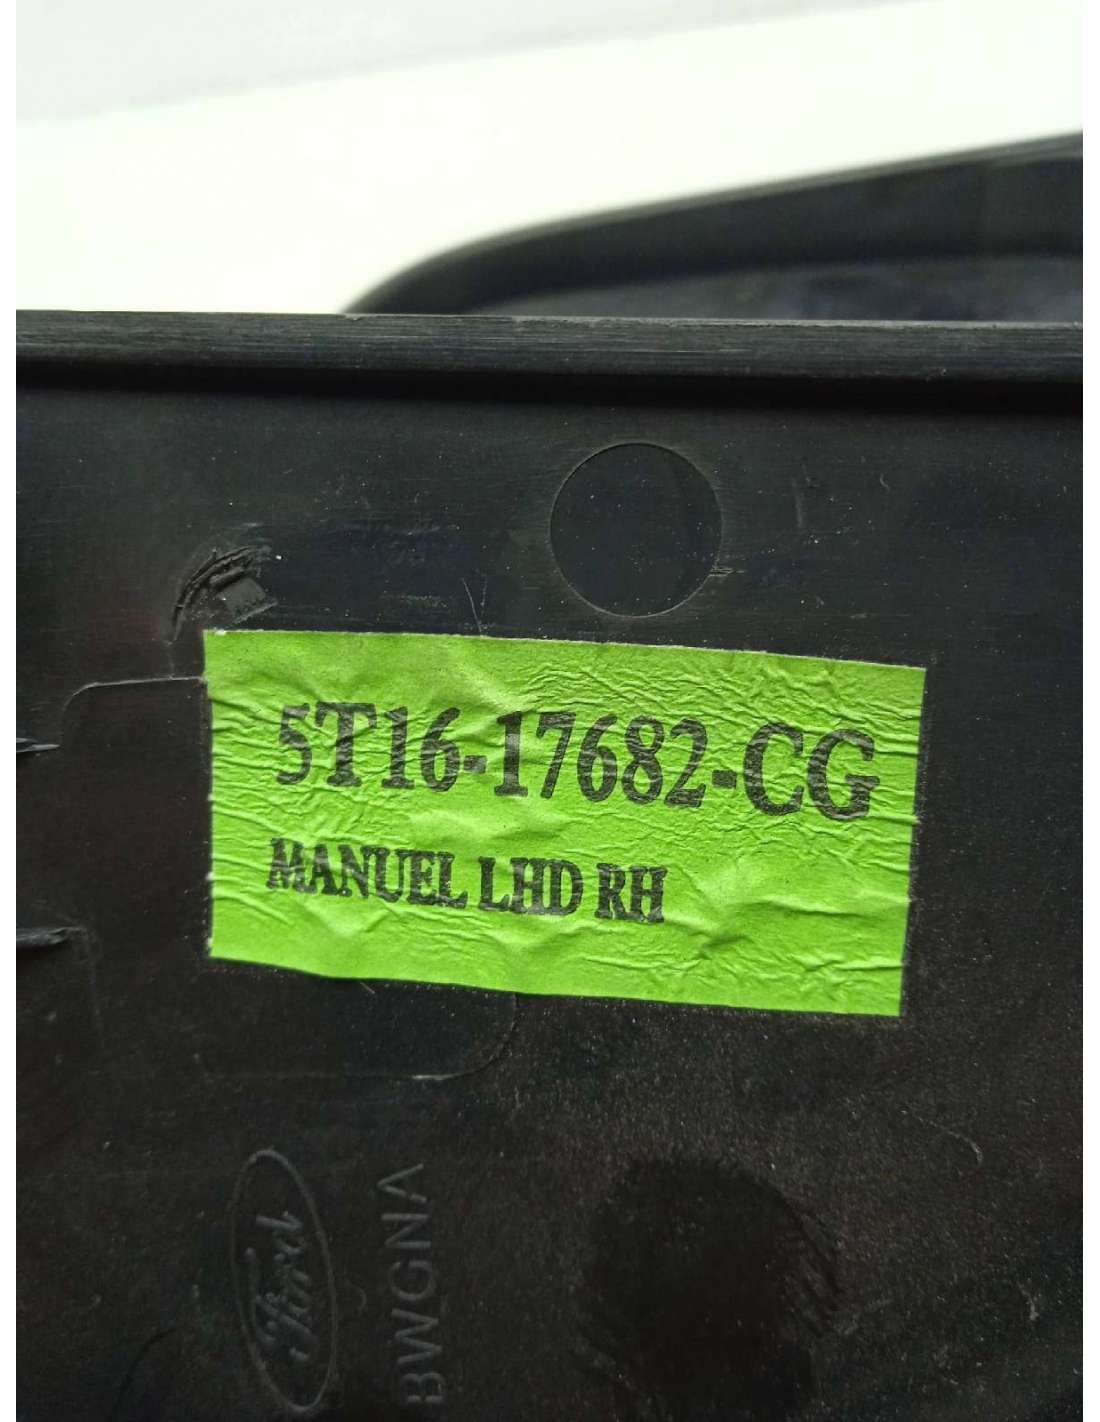 5T16-17682-CG
MANUEL LHD RH
Ford
BWGNA